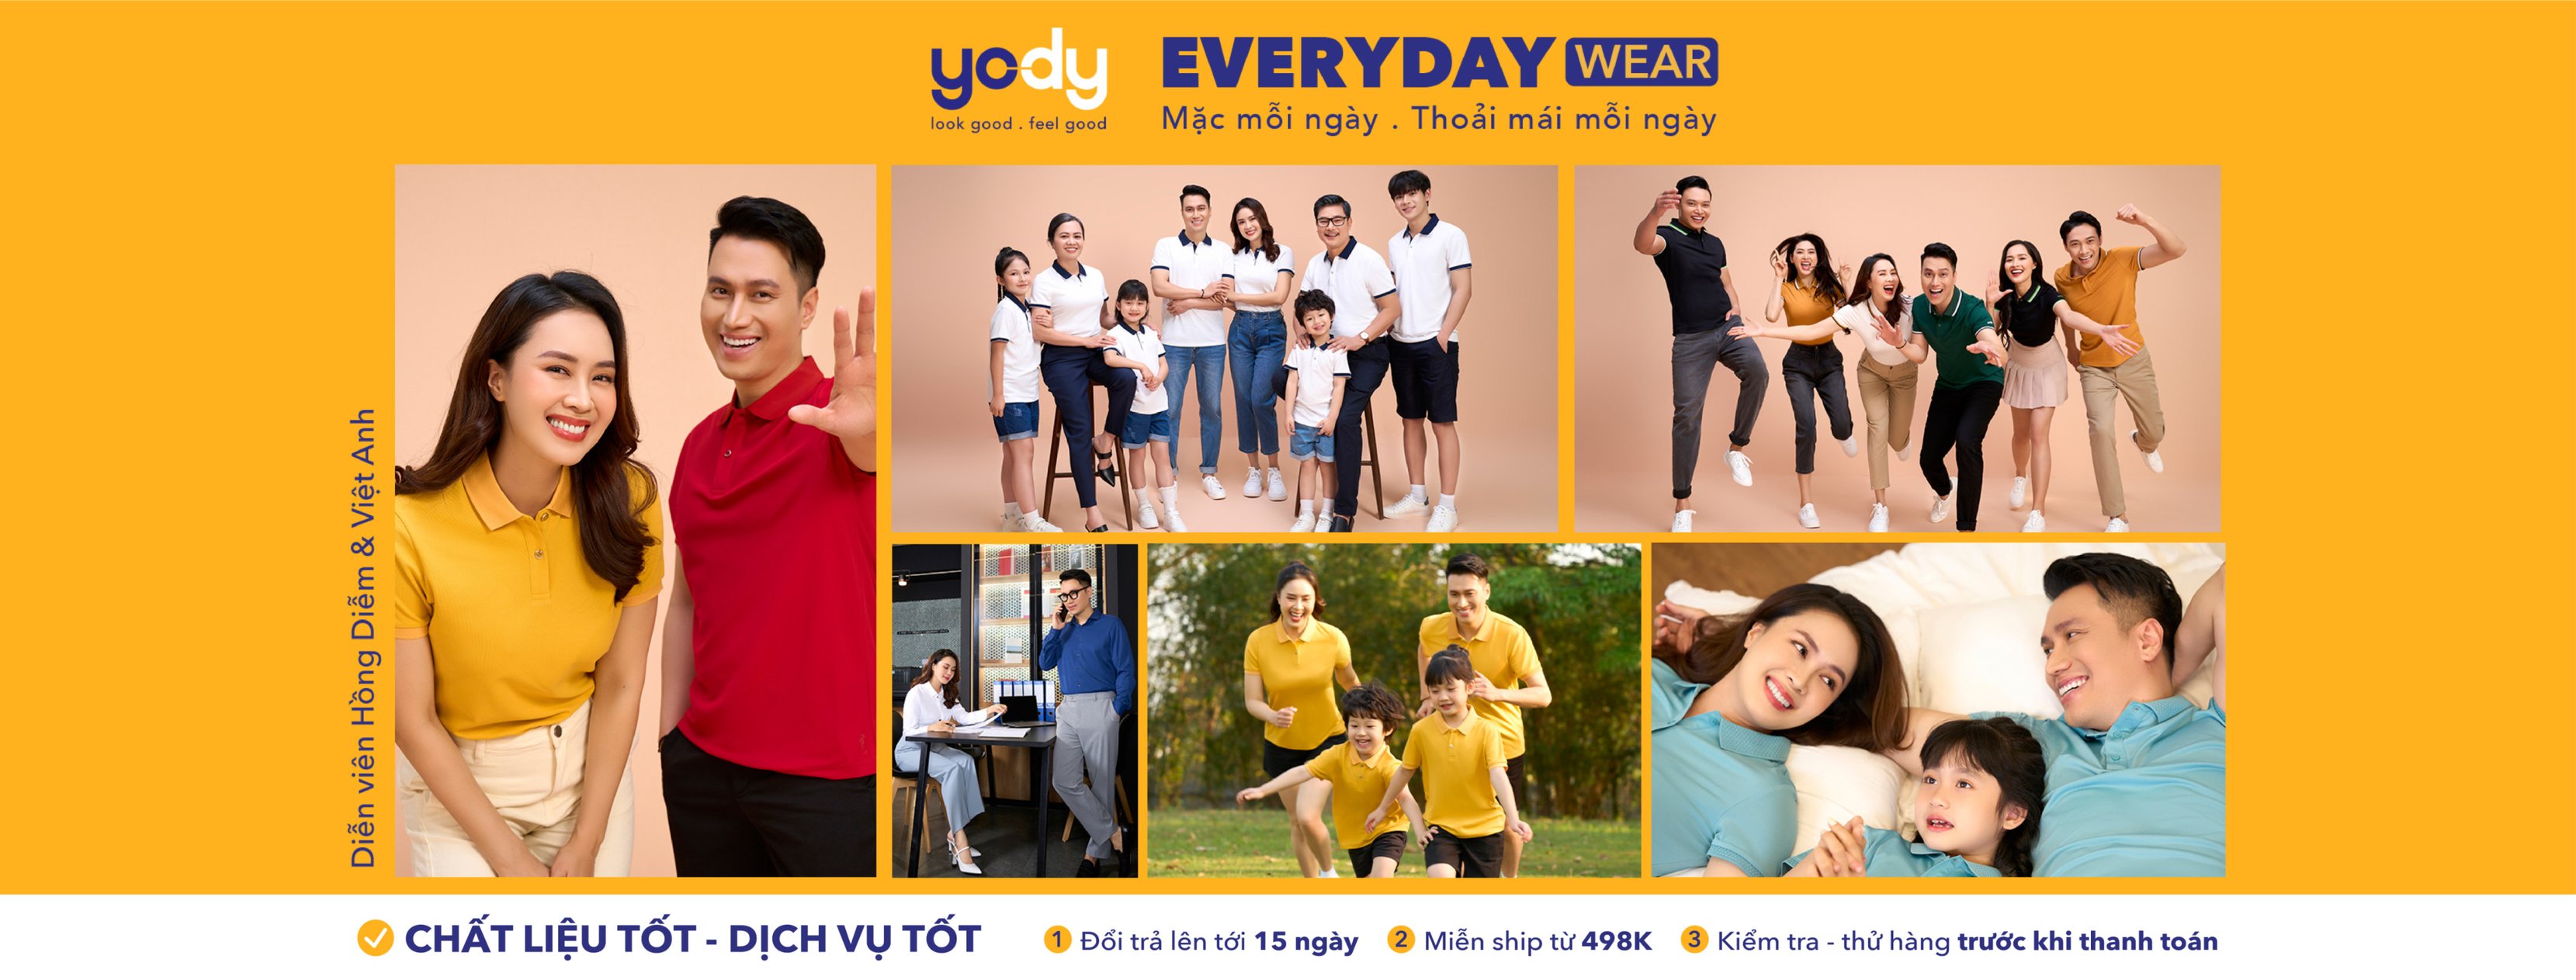 yody
look good . feel good
EVERYDAY WEAR
Mặc mỗi ngày . Thoải mái mỗi ngày
Diễn viên Hồng Diễm & Việt Anh
CHẤT LIỆU TỐT - DỊCH VỤ TỐT
1 Đổi trả lên tới 15 ngày
2 Miễn ship từ 498K
3 Kiểm tra - thử hàng trước khi thanh toán